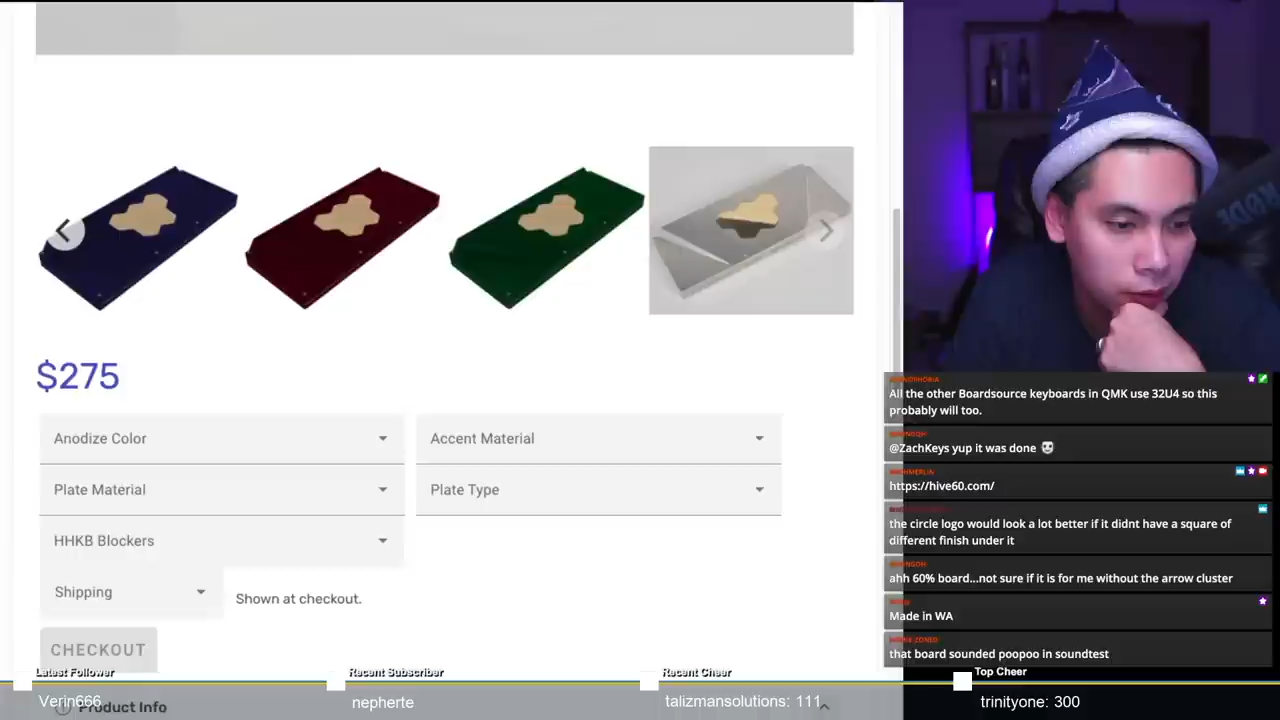 $275
Anodize Color
Accent Material
Plate Material
Plate Type
HHKB Blockers
Shipping
Shown at checkout.
CHECKOUT
Product Info
All the other Boardsource keyboards in QMK use 32U4 so this
probably will too.
@ZachKeys yup it was done
https://hive60.com/
the circle logo would look a lot better if it didnt have a square of
different finish under it
ahh 60% board...not sure if it is for me without the arrow cluster
Made in WA
that board sounded poopoo in soundtest
Latest Follower
Verin666
Recent Subscriber
nepherte
Recent Cheer
talizmansolutions: 111
Top Cheer
trinityone: 300